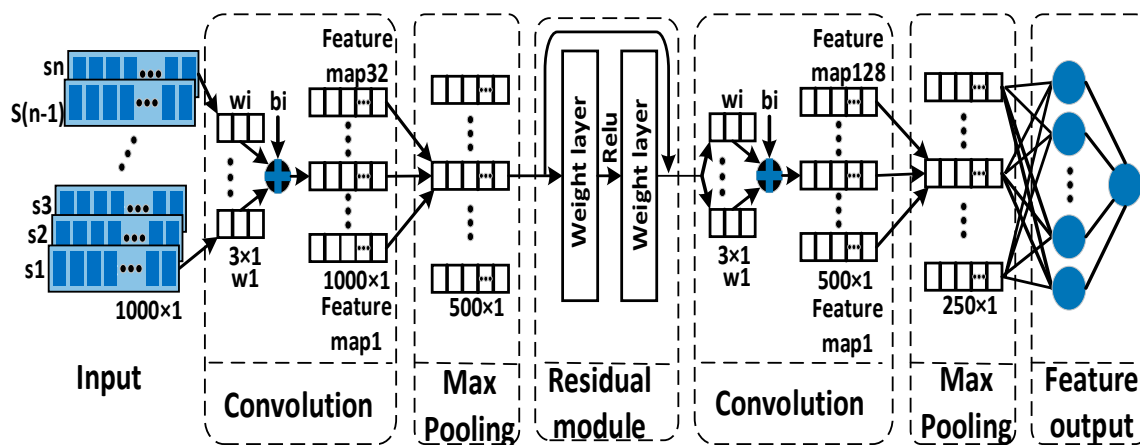 sn
S(n-1)
s3
s2
s1
1000×1
Input
wi
bi
3×1
w1
Feature
map32
1000×1
Feature
map1
Convolution
500×1
Max
Pooling
Weight layer
Relu
Weight layer
Residual
module
wi
bi
3×1
w1
Feature
map128
500×1
Feature
map1
Convolution
250×1
Max
Pooling
Feature
output